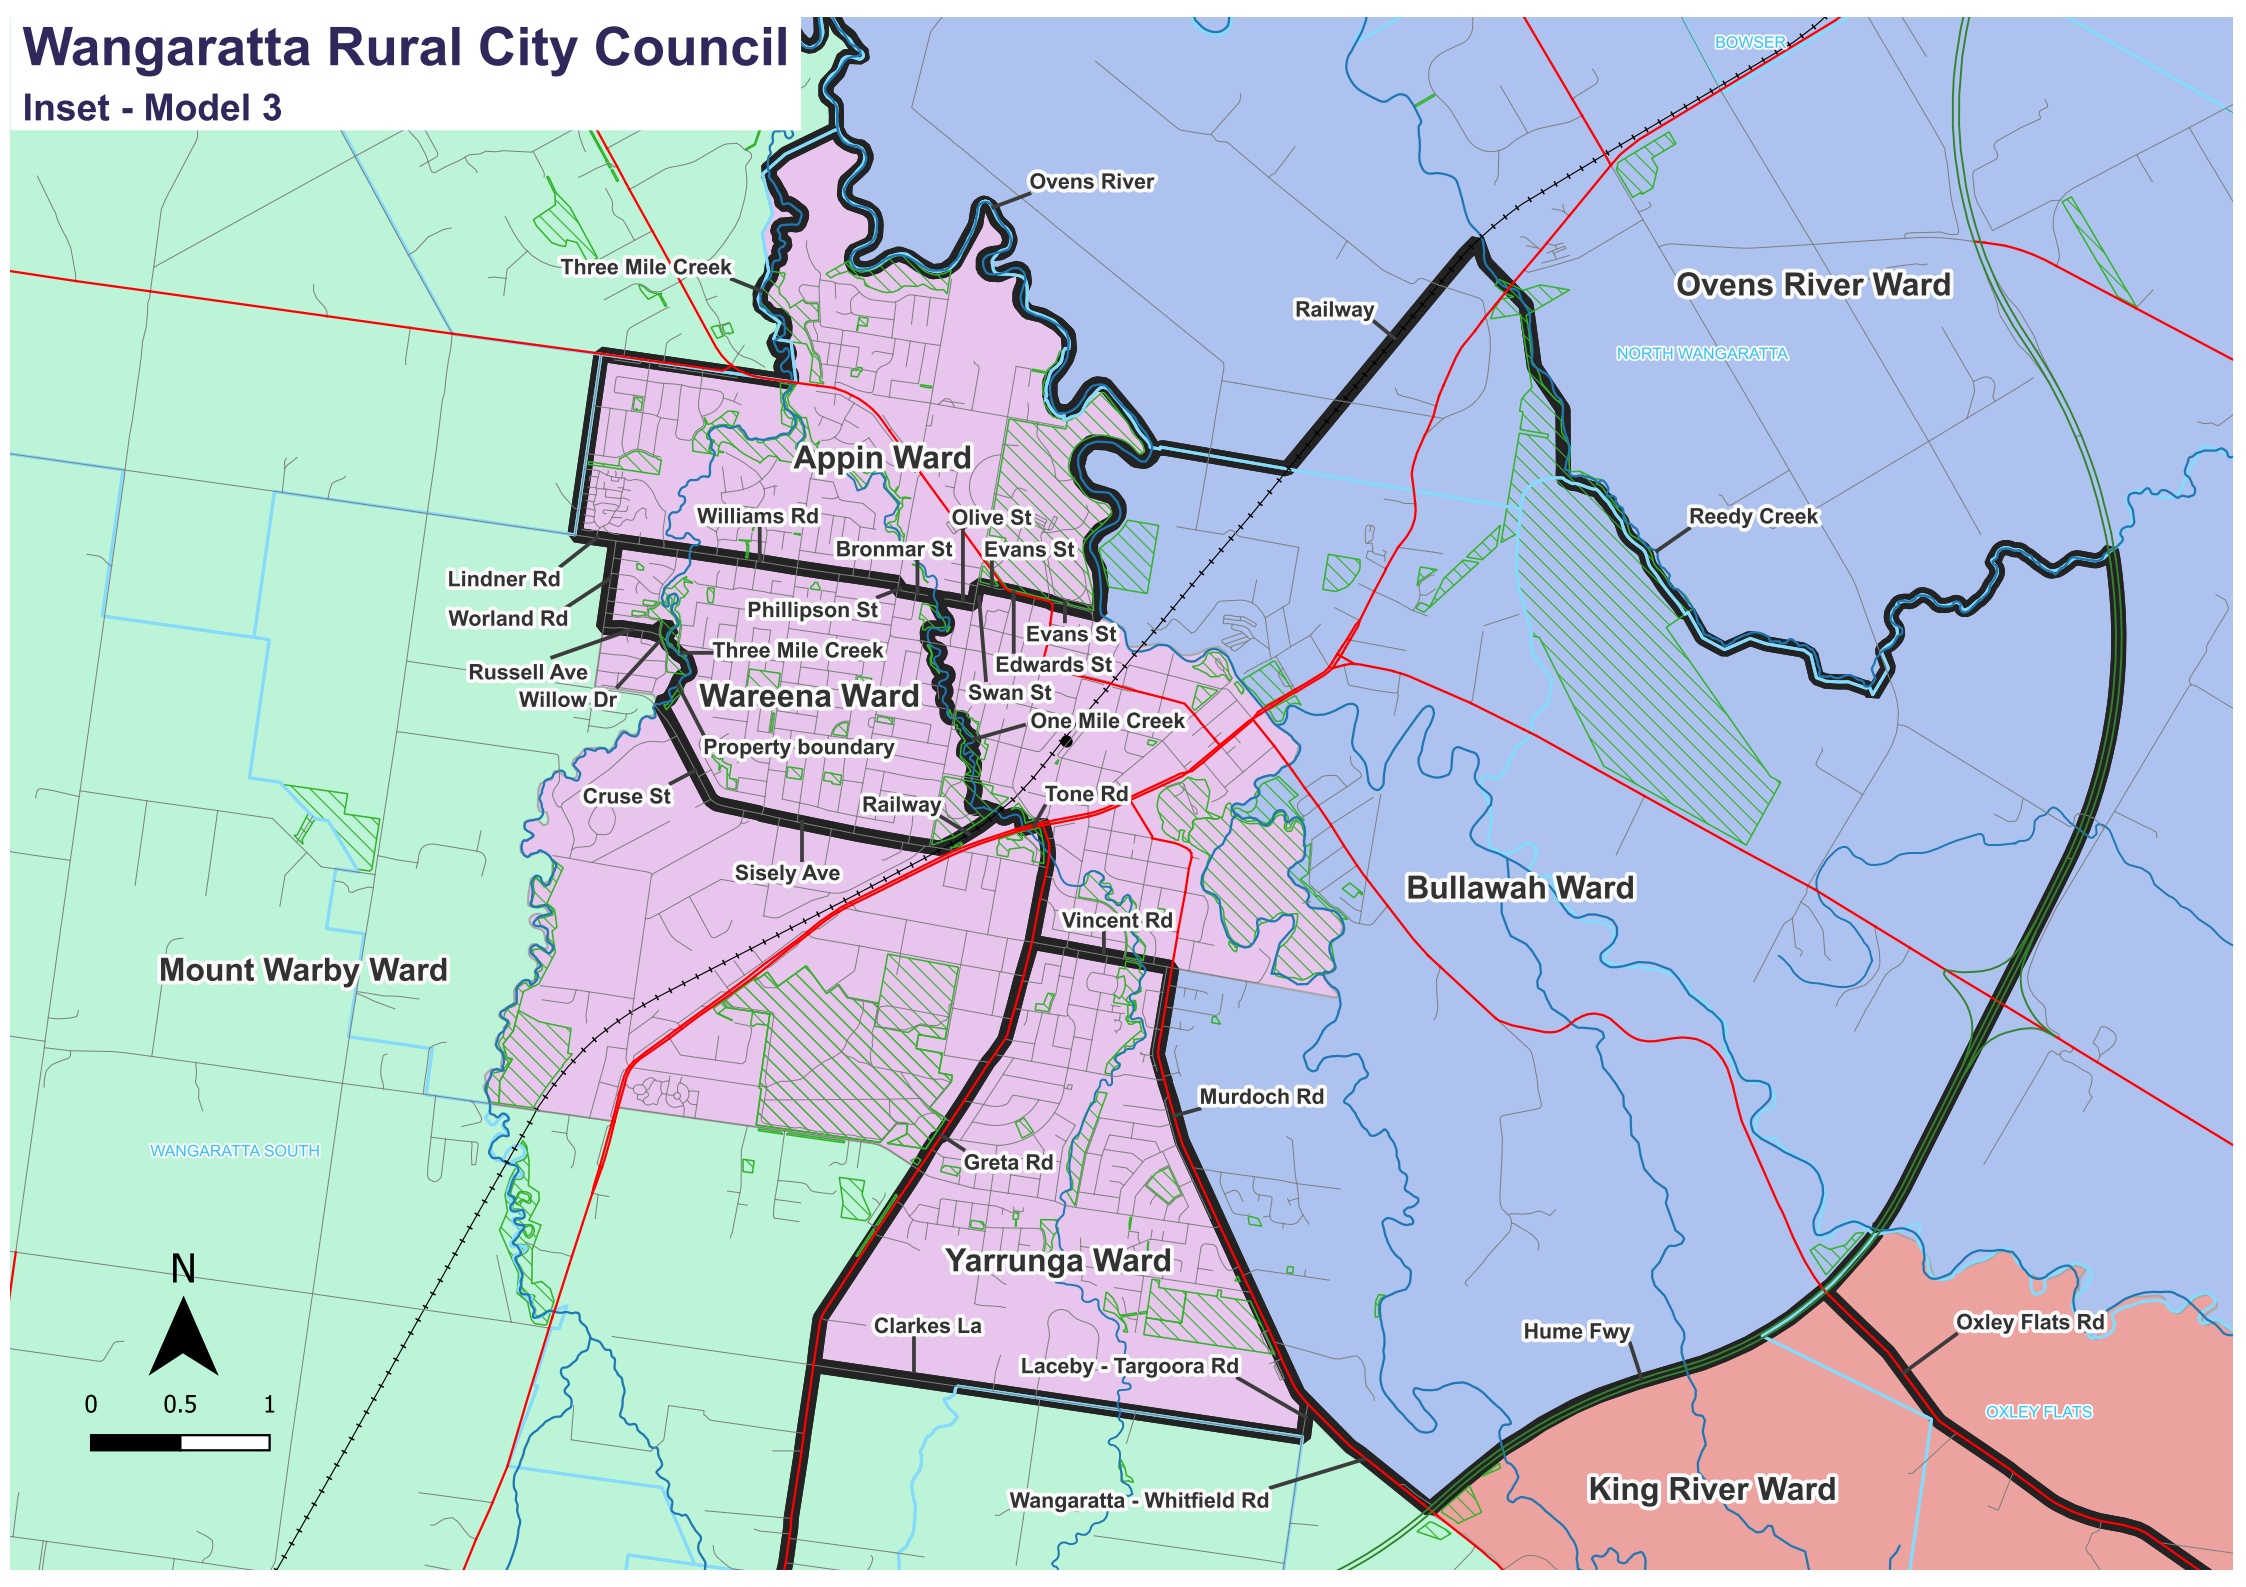 Wangaratta Rural City Council
Inset - Model 3
BOWSER
Ovens River
Three Mile Creek
Ovens River Ward
Railway
NORTH WANGARATTA
Appin Ward
Williams Rd
Olive St
Reedy Creek
Bronmar St
Evans St
Lindner Rd
Phillipson St
Worland Rd
Evans St
Three Mile Creek
Edwards St
Russell Ave
Swan St
Willow Dr
Wareena Ward
One Mile Creek
Property boundary
Cruse St
Tone Rd
Railway
Sisely Ave
Bullawah Ward
Vincent Rd
Mount Warby Ward
Murdoch Rd
WANGARATTA SOUTH
Greta Rd
Yarrunga Ward
N
Clarkes La
Oxley Flats Rd
Hume Fwy
Laceby - Targoora Rd
0 0.5 1
OXLEY FLATS
King River Ward
Wangaratta - Whitfield Rd